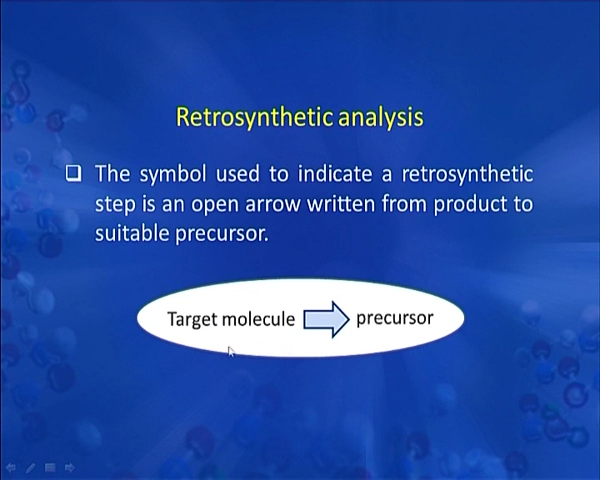 Retrosynthetic analysis
The symbol used to indicate a retrosynthetic
step is an open arrow written from product to
suitable precursor.
Target molecule precursor